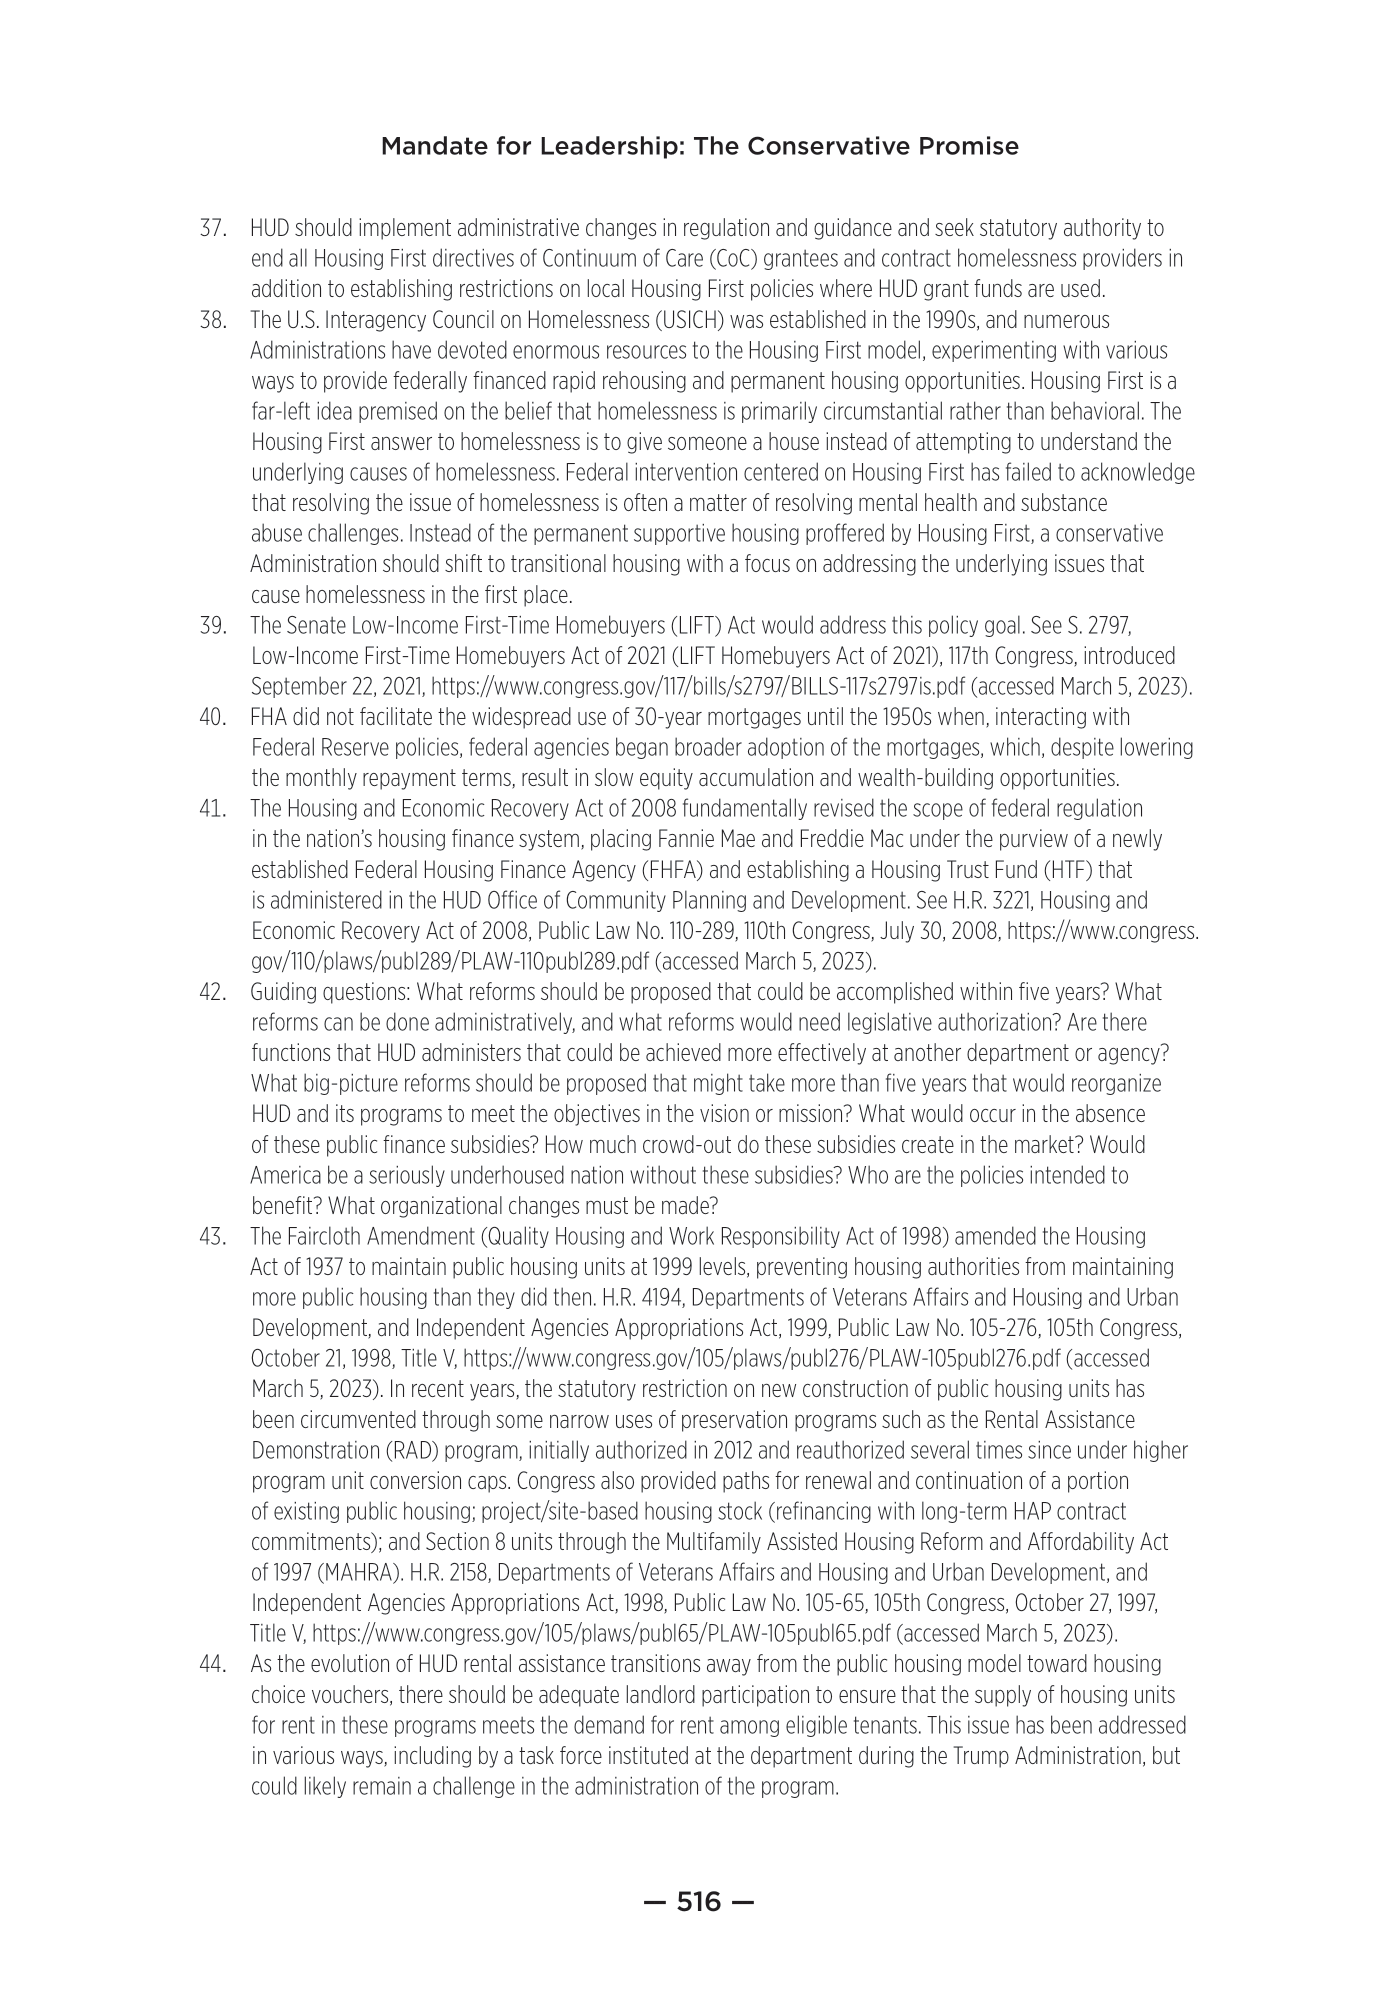 Mandate for Leadership: The Conservative Promise
37. HUD should implement administrative changes in regulation and guidance and seek statutory authority to
end all Housing First directives of Continuum of Care (CoC) grantees and contract homelessness providers in
addition to establishing restrictions on local Housing First policies where HUD grant funds are used.
38. The U.S. Interagency Council on Homelessness (USICH) was established in the 1990s, and numerous
Administrations have devoted enormous resources to the Housing First model, experimenting with various
ways to provide federally financed rapid rehousing and permanent housing opportunities. Housing First is a
far-left idea premised on the belief that homelessness is primarily circumstantial rather than behavioral. The
Housing First answer to homelessness is to give someone a house instead of attempting to understand the
underlying causes of homelessness. Federal intervention centered on Housing First has failed to acknowledge
that resolving the issue of homelessness is often a matter of resolving mental health and substance
abuse challenges. Instead of the permanent supportive housing proffered by Housing First, a conservative
Administration should shift to transitional housing with a focus on addressing the underlying issues that
cause homelessness in the first place.
39. The Senate Low-Income First-Time Homebuyers (LIFT) Act would address this policy goal. See S. 2797,
Low-Income First-Time Homebuyers Act of 2021 (LIFT Homebuyers Act of 2021), 117th Congress, introduced
September 22, 2021, https://www.congress.gov/117/bills/s2797/BILLS-117s2797is.pdf (accessed March 5, 2023).
40. FHA did not facilitate the widespread use of 30-year mortgages until the 1950s when, interacting with
Federal Reserve policies, federal agencies began broader adoption of the mortgages, which, despite lowering
the monthly repayment terms, result in slow equity accumulation and wealth-building opportunities.
41. The Housing and Economic Recovery Act of 2008 fundamentally revised the scope of federal regulation
in the nation's housing finance system, placing Fannie Mae and Freddie Mac under the purview of a newly
established Federal Housing Finance Agency (FHFA) and establishing a Housing Trust Fund (HTF) that
is administered in the HUD Office of Community Planning and Development. See H.R. 3221, Housing and
Economic Recovery Act of 2008, Public Law No. 110-289, 110th Congress, July 30, 2008, https://www.congress.
gov/110/plaws/publ289/PLAW-110publ289.pdf (accessed March 5, 2023).
42. Guiding questions: What reforms should be proposed that could be accomplished within five years? What
reforms can be done administratively, and what reforms would need legislative authorization? Are there
functions that HUD administers that could be achieved more effectively at another department or agency?
What big-picture reforms should be proposed that might take more than five years that would reorganize
HUD and its programs to meet the objectives in the vision or mission? What would occur in the absence
of these public finance subsidies? How much crowd-out do these subsidies create in the market? Would
America be a seriously underhoused nation without these subsidies? Who are the policies intended to
benefit? What organizational changes must be made?
43. The Faircloth Amendment (Quality Housing and Work Responsibility Act of 1998) amended the Housing
Act of 1937 to maintain public housing units at 1999 levels, preventing housing authorities from maintaining
more public housing than they did then. H.R. 4194, Departments of Veterans Affairs and Housing and Urban
Development, and Independent Agencies Appropriations Act, 1999, Public Law No. 105-276, 105th Congress,
October 21, 1998, Title V, https://www.congress.gov/105/plaws/publ276/PLAW-105publ276.pdf (accessed
March 5, 2023). In recent years, the statutory restriction on new construction of public housing units has
been circumvented through some narrow uses of preservation programs such as the Rental Assistance
Demonstration (RAD) program, initially authorized in 2012 and reauthorized several times since under higher
program unit conversion caps. Congress also provided paths for renewal and continuation of a portion
of existing public housing; project/site-based housing stock (refinancing with long-term HAP contract
commitments); and Section 8 units through the Multifamily Assisted Housing Reform and Affordability Act
of 1997 (MAHRA). H.R. 2158, Departments of Veterans Affairs and Housing and Urban Development, and
Independent Agencies Appropriations Act, 1998, Public Law No. 105-65, 105th Congress, October 27, 1997,
Title V, https://www.congress.gov/105/plaws/publ65/PLAW-105publ65.pdf (accessed March 5, 2023).
44. As the evolution of HUD rental assistance transitions away from the public housing model toward housing
choice vouchers, there should be adequate landlord participation to ensure that the supply of housing units
for rent in these programs meets the demand for rent among eligible tenants. This issue has been addressed
in various ways, including by a task force instituted at the department during the Trump Administration, but
could likely remain a challenge in the administration of the program.
— 516 —